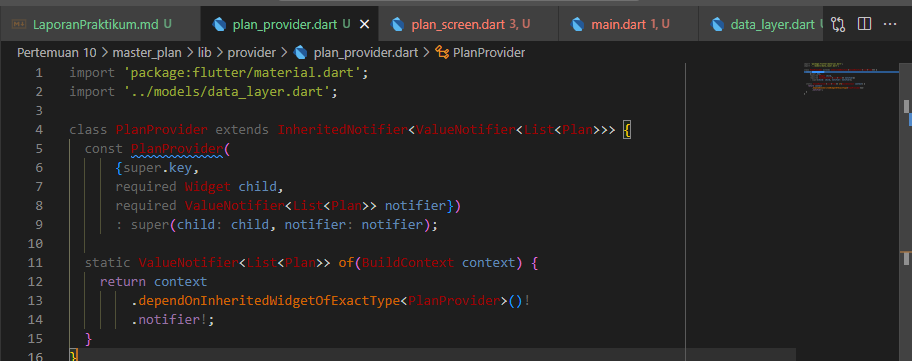 LaporanPraktikum.md U
plan_provider.dart U
plan_screen.dart 3, U
main.dart 1, U
data_layer.dart U
Pertemuan 10 > master_plan > lib > provider > plan_provider.dart > PlanProvider
1 import 'package:flutter/material.dart';
2 import '../models/data_layer.dart';
3
4 class PlanProvider extends InheritedNotifier<ValueNotifier<List<Plan>>> {
5 const PlanProvider(
6 {super.key,
7 required Widget child,
8 required ValueNotifier<List<Plan>> notifier})
9 : super(child: child, notifier: notifier);
10
11 static ValueNotifier<List<Plan>> of(BuildContext context) {
12 return context
13 .dependOnInheritedWidgetOfExactType<PlanProvider>()!
14 .notifier!;
15 }
16 }